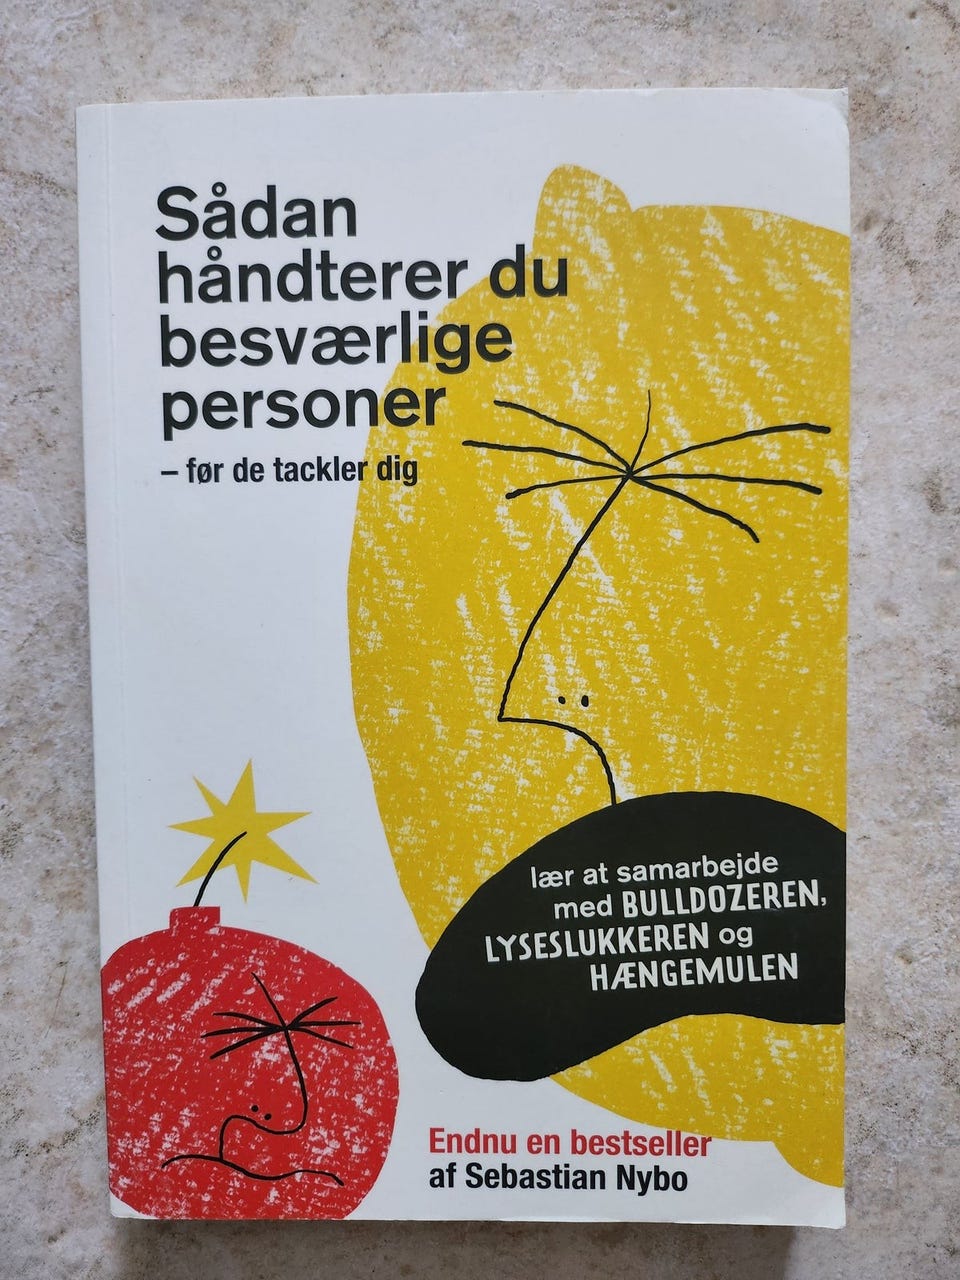 Sådan
håndterer du
besværlige
personer
– før de tackler dig
lær at samarbejde
med BULLDOZEREN,
LYSESLUKKEREN og
HÆNGEMULEN
Endnu en bestseller
af Sebastian Nybo